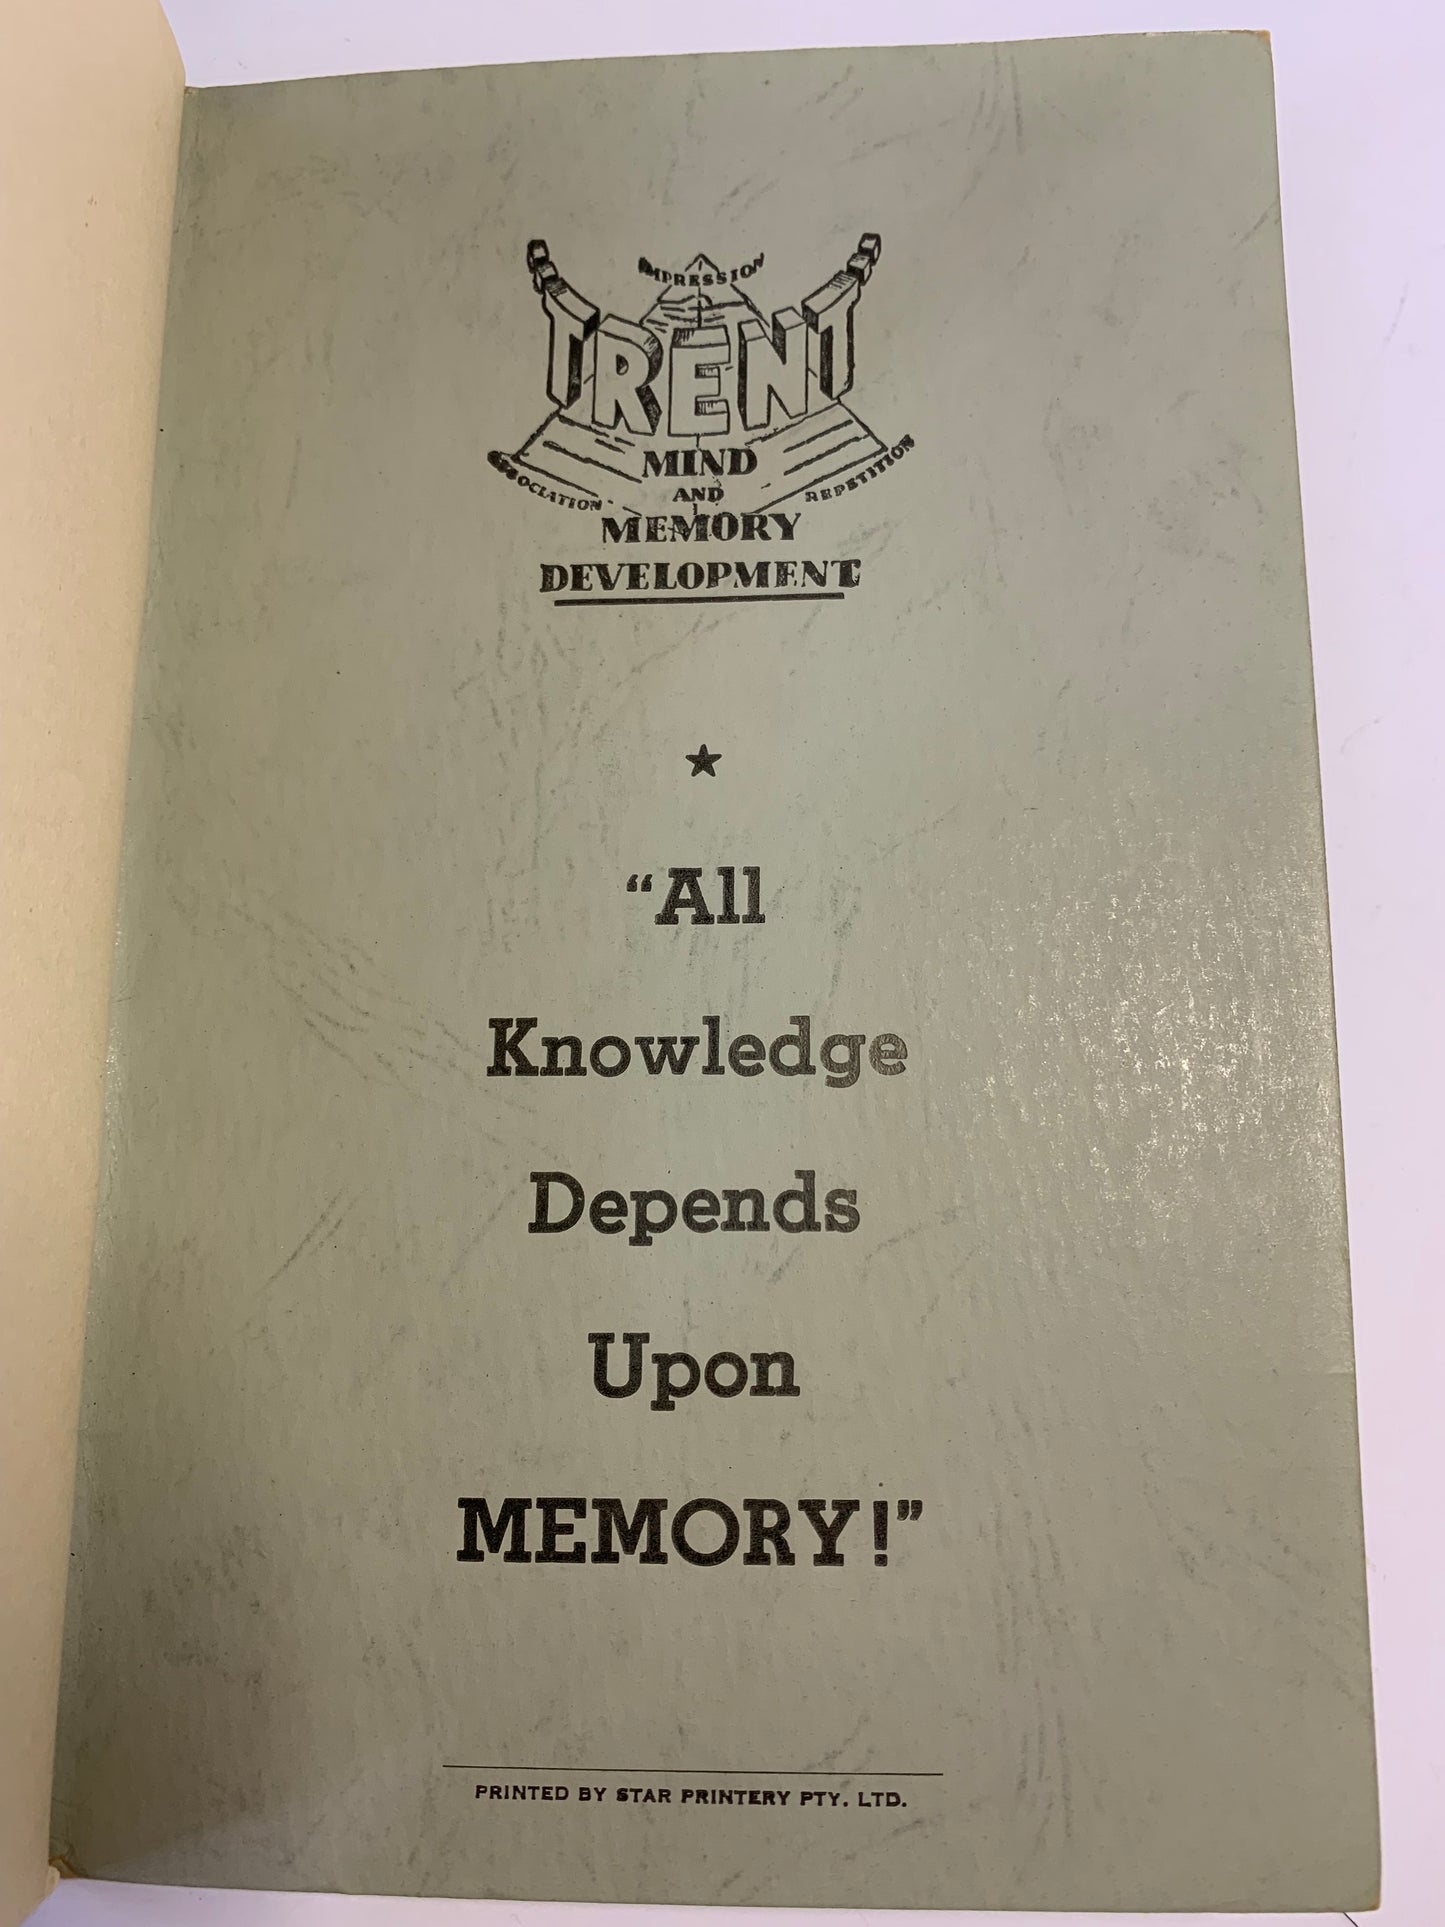 IMPRESSION
TRENT
MIND
ASSOCIATION
AND
REPETITION
MEMORY
DEVELOPMENT
"All
Knowledge
Depends
Upon
MEMORY!"
PRINTED BY STAR PRINTERY PTY. LTD.